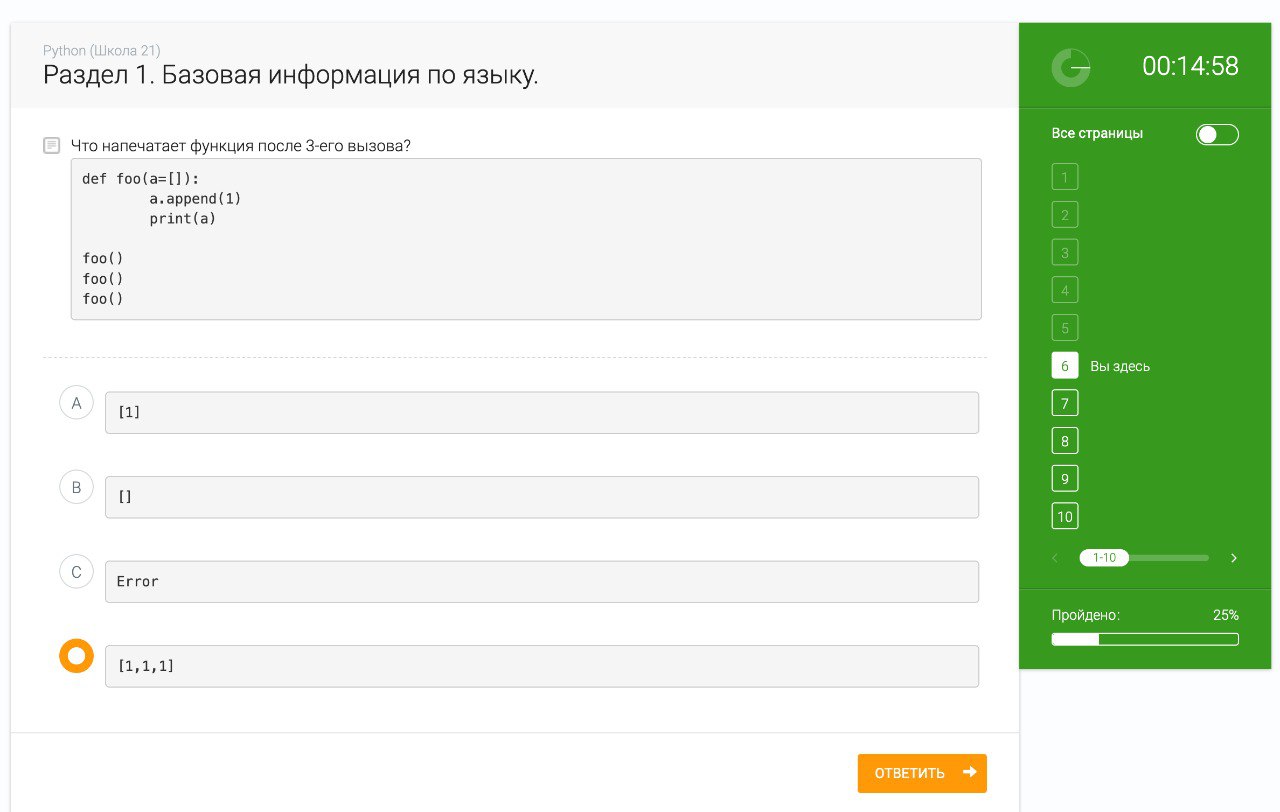 Python (Школа 21)
Раздел 1. Базовая информация по языку.
Что напечатает функция после 3-его вызова?
def foo(a=[]):
        a.append(1)
        print(a)

foo()
foo()
foo()
A
[1]
B
[]
C
Error
[1,1,1]
ОТВЕТИТЬ
00:14:58
Все страницы
1
2
3
4
5
6 Вы здесь
7
8
9
10
1-10
Пройдено: 25%